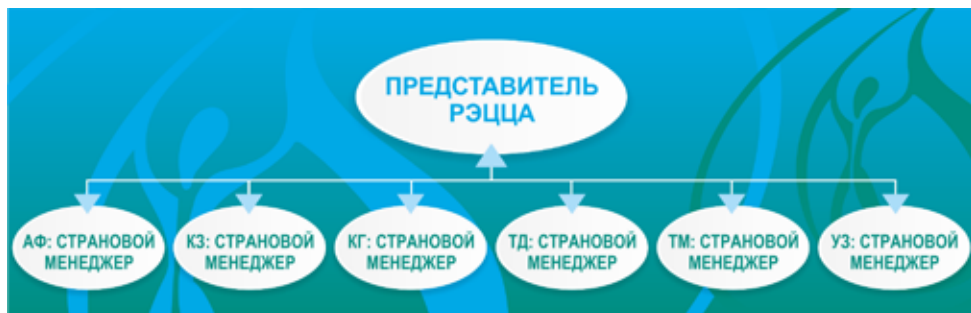 ПРЕДСТАВИТЕЛЬ
РЭЦЦА
АФ: СТРАНОВОЙ
МЕНЕДЖЕР
КЗ: СТРАНОВОЙ
МЕНЕДЖЕР
КГ: СТРАНОВОЙ
МЕНЕДЖЕР
ТД: СТРАНОВОЙ
МЕНЕДЖЕР
ТМ: СТРАНОВОЙ
МЕНЕДЖЕР
УЗ: СТРАНОВОЙ
МЕНЕДЖЕР